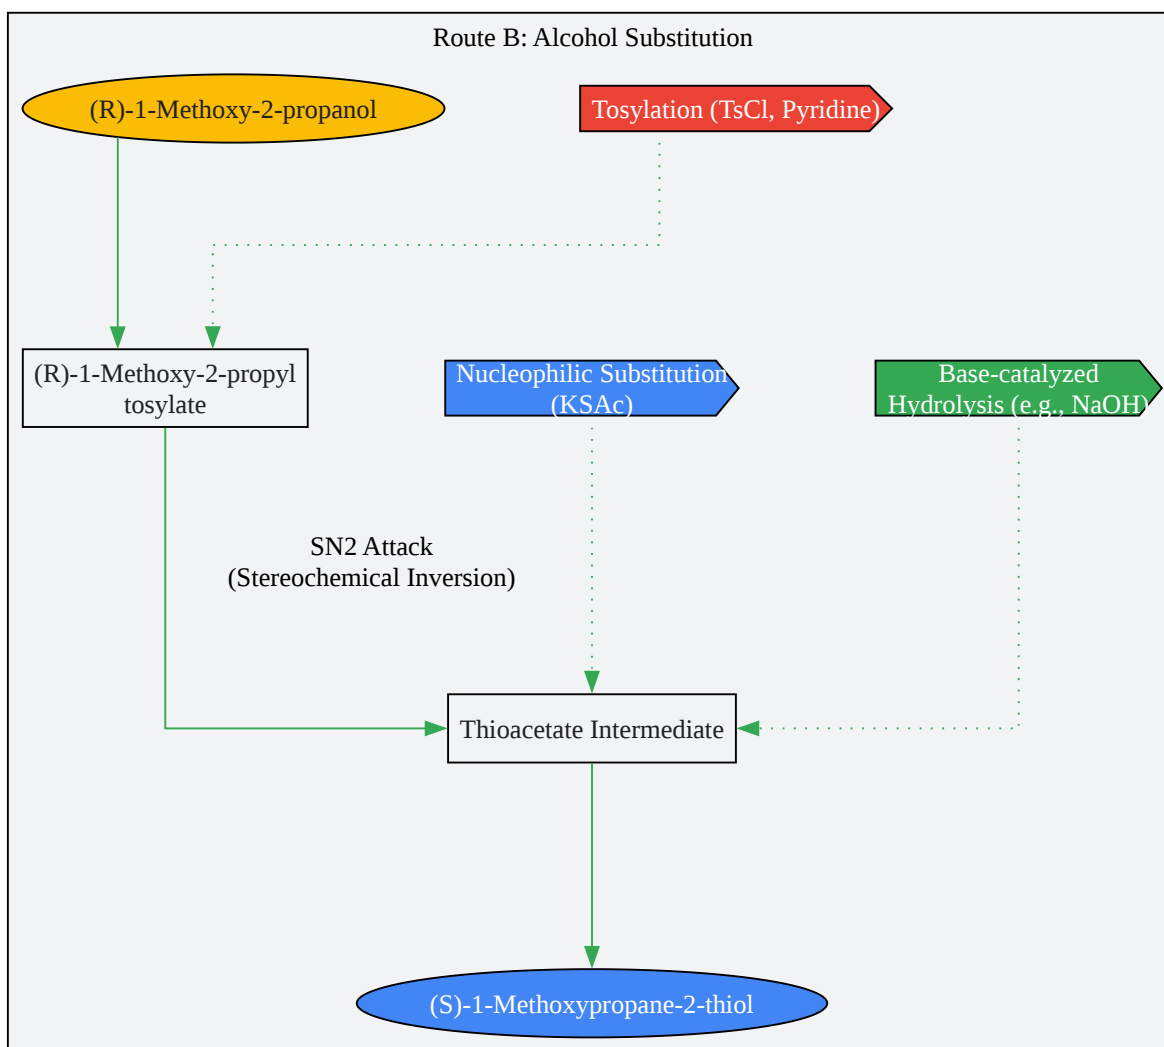 Route B: Alcohol Substitution
(R)-1-Methoxy-2-propanol
Tosylation (TsCl, Pyridine)
(R)-1-Methoxy-2-propyl
tosylate
Nucleophilic Substitution
(KSAc)
Base-catalyzed
Hydrolysis (e.g., NaOH)
SN2 Attack
(Stereochemical Inversion)
Thioacetate Intermediate
(S)-1-Methoxypropane-2-thiol